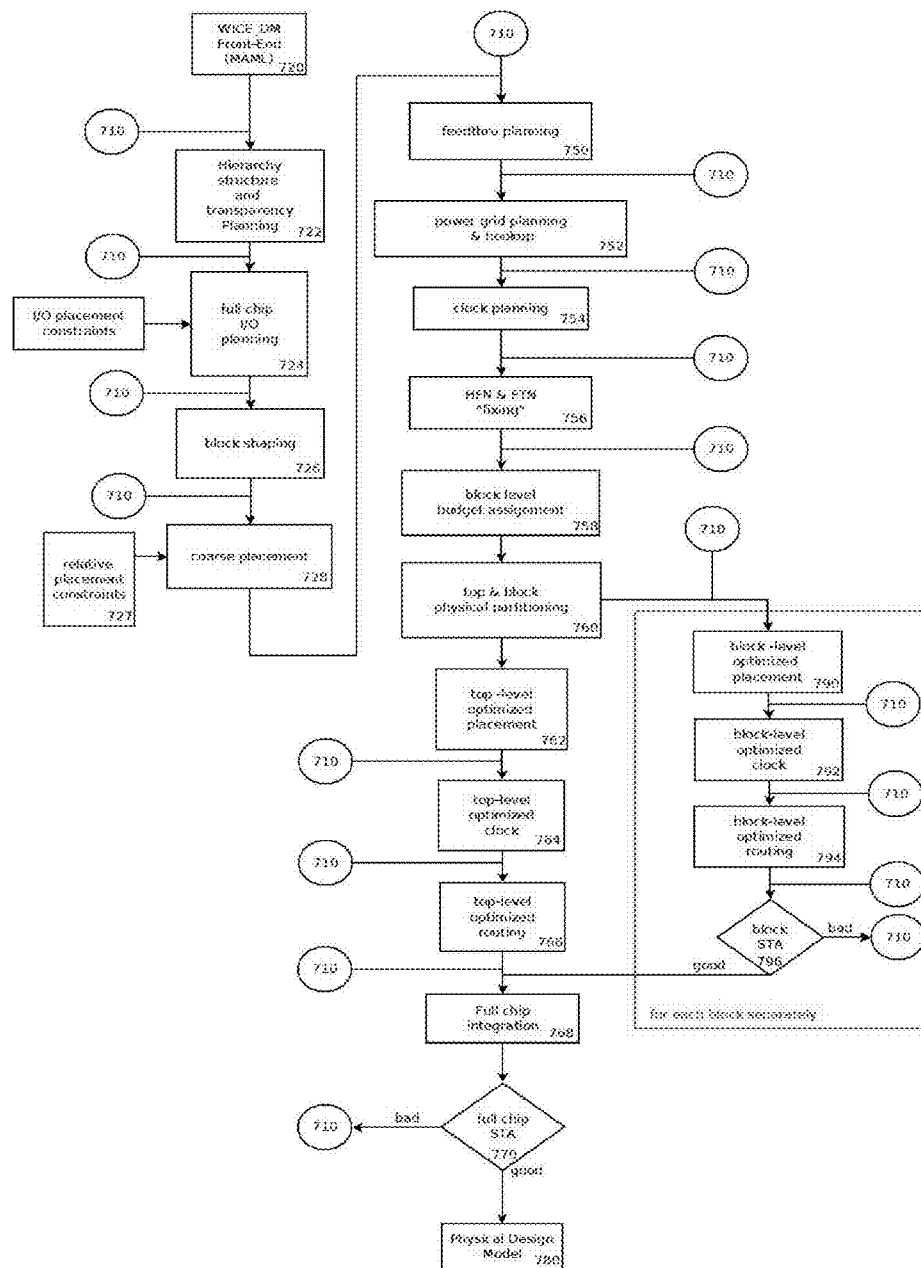 WICE_DM
Front-End
(MAML)
720
710
Hierarchy
structure
and
transparency
Planning
722
710
I/O placement
constraints
full chip
I/O
planning
724
710
block shaping
726
710
relative
placement
constraints
727
coarse placement
728
710
feedthru planning
750
710
power grid planning
& hookup
752
710
clock planning
754
710
HFN & FTN
"fixing"
756
710
block level
budget assignment
758
710
top & block
physical partitioning
760
top-level
optimized
placement
762
710
top-level
optimized
clock
764
710
top-level
optimized
routing
766
710
block-level
optimized
placement
790
710
block-level
optimized
clock
792
710
block-level
optimized
routing
794
710
block
STA
796
bad
710
good
for each block separately
Full chip
integration
768
full chip
STA
770
bad
710
good
Physical Design
Model
780